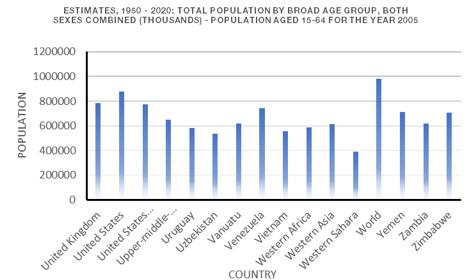 ESTIMATES, 1950 - 2020: TOTAL POPULATION BY BROAD AGE GROUP, BOTH
SEXES COMBINED (THOUSANDS) - POPULATION AGED 15-64 FOR THE YEAR 2005
POPULATION
1200000
1000000
800000
600000
400000
200000
0
United Kingdom
United States
United States...
Upper-middle-...
Uruguay
Uzbekistan
Vanuatu
Venezuela
Vietnam
Western Africa
Western Asia
Western Sahara
World
Yemen
Zambia
Zimbabwe
COUNTRY